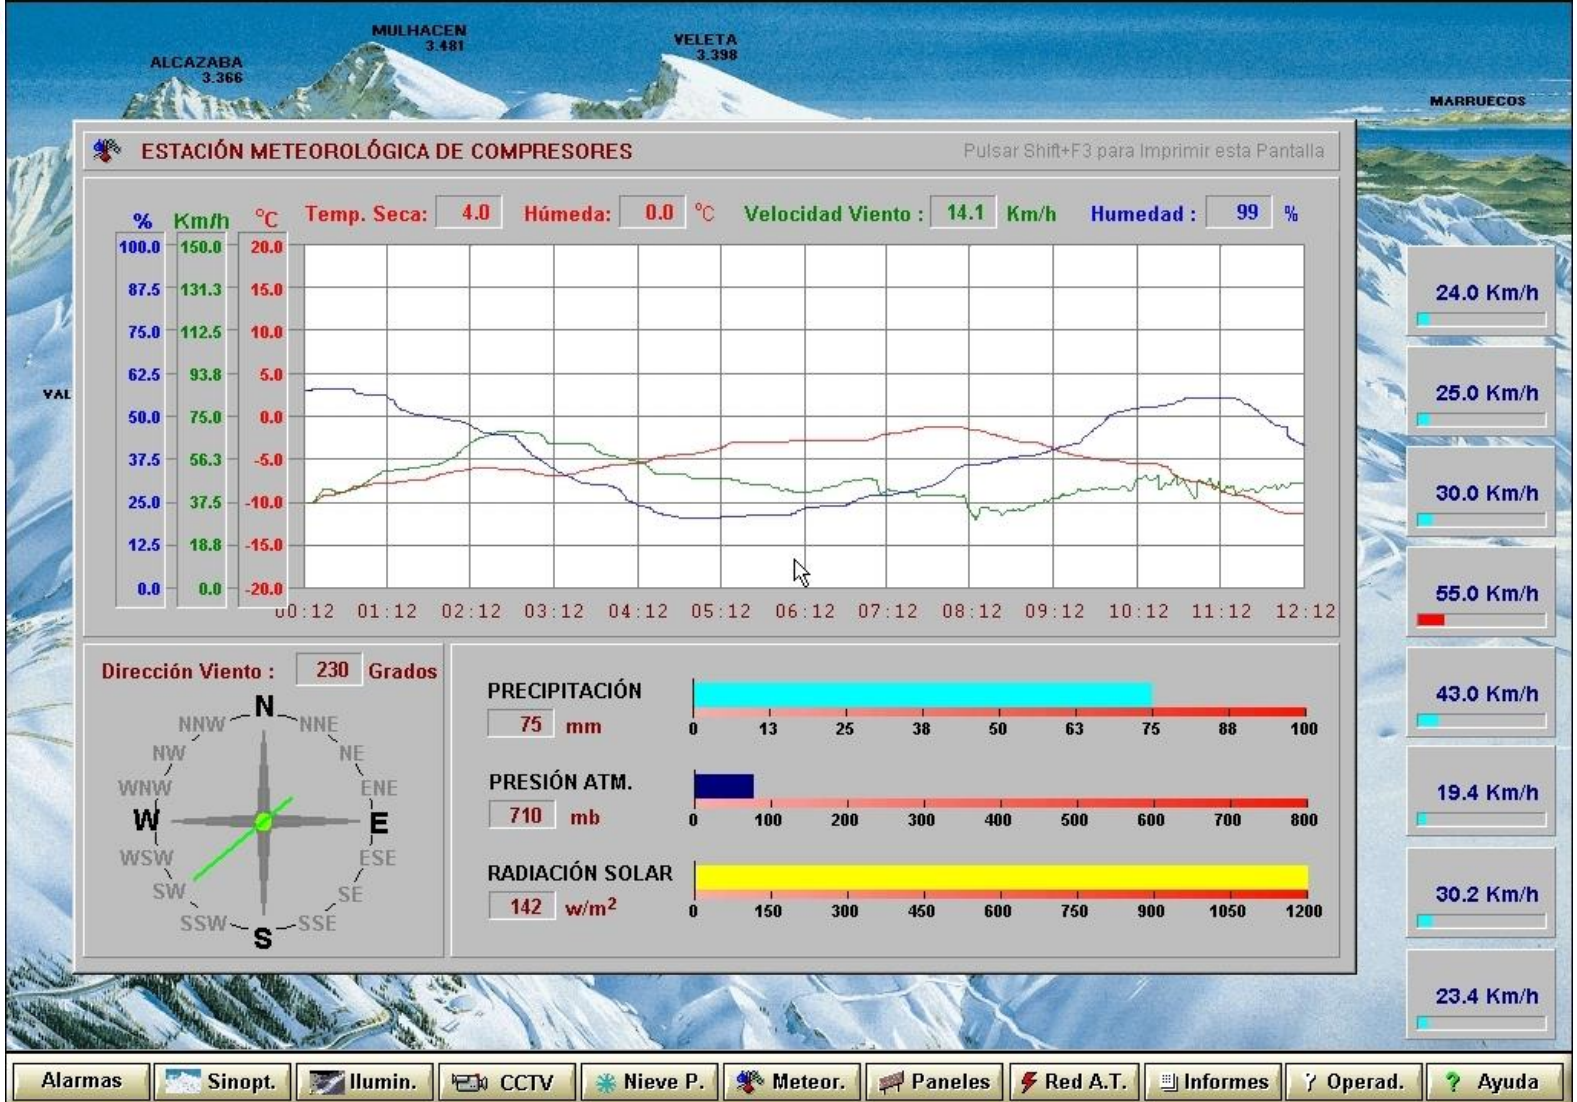 MULHACEN
3.481
VELETA
3.398
ALCAZABA
3.366
MARRUECOS
ESTACIÓN METEOROLÓGICA DE COMPRESORES
Pulsar Shift+F3 para Imprimir esta Pantalla
% Km/h °C
Temp. Seca: 4.0 Húmeda: 0.0 °C Velocidad Viento : 14.1 Km/h Humedad : 99 %
100.0 150.0 20.0
87.5 131.3 15.0
75.0 112.5 10.0
62.5 93.8 5.0
50.0 75.0 0.0
37.5 56.3 -5.0
25.0 37.5 -10.0
12.5 18.8 -15.0
0.0 0.0 -20.0
00:12 01:12 02:12 03:12 04:12 05:12 06:12 07:12 08:12 09:12 10:12 11:12 12:12
VAL
24.0 Km/h
25.0 Km/h
30.0 Km/h
55.0 Km/h
43.0 Km/h
19.4 Km/h
30.2 Km/h
23.4 Km/h
Dirección Viento : 230 Grados
N
NNW NNE
NW NE
WNW ENE
W E
WSW ESE
SW SE
SSW SSE
S
PRECIPITACIÓN
75 mm
0 13 25 38 50 63 75 88 100
PRESIÓN ATM.
710 mb
0 100 200 300 400 500 600 700 800
RADIACIÓN SOLAR
142 w/m2
0 150 300 450 600 750 900 1050 1200
Alarmas Sinopt. Ilumin. CCTV Nieve P. Meteor. Paneles Red A.T. Informes Operad. ? Ayuda